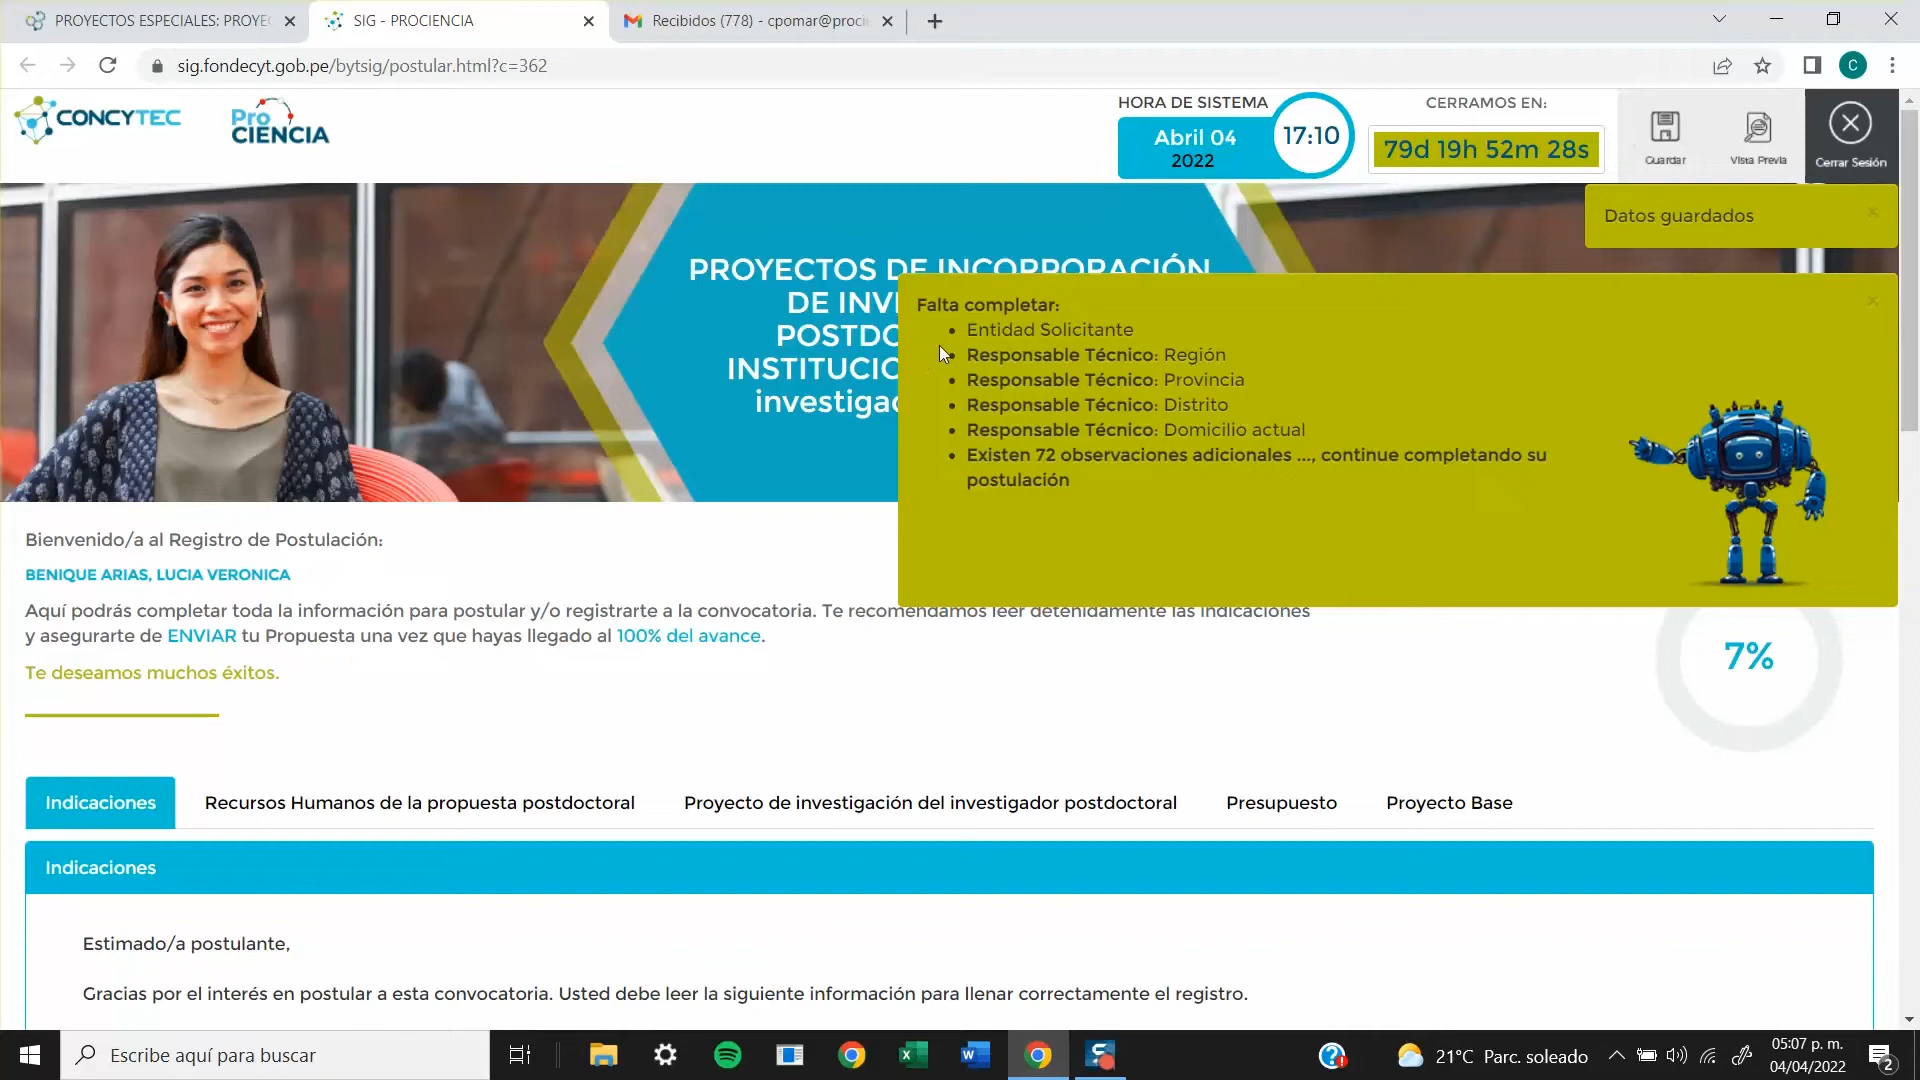 PROYECTOS ESPECIALES: PROYEC
SIG - PROCIENCIA
Recibidos (778) - cpomar@procie
sig.fondecyt.gob.pe/bytsig/postular.html?c=362
C
CONCYTEC
Pro
CIENCIA
HORA DE SISTEMA
Abril 04
2022
17:10
CERRAMOS EN:
79d 19h 52m 28s
Guardar
Vista Previa
Cerrar Sesión
Datos guardados
PROYECTOS DE INCORPORACIÓN
DE INV
POSTDO
INSTITUCIO
investigad
Falta completar:
• Entidad Solicitante
• Responsable Técnico: Región
• Responsable Técnico: Provincia
• Responsable Técnico: Distrito
• Responsable Técnico: Domicilio actual
• Existen 72 observaciones adicionales ..., continue completando su
postulación
Bienvenido/a al Registro de Postulación:
BENIQUE ARIAS, LUCIA VERONICA
Aquí podrás completar toda la información para postular y/o registrarte a la convocatoria. Te recomendamos leer detenidamente las indicaciones
y asegurarte de ENVIAR tu Propuesta una vez que hayas llegado al 100% del avance.
Te deseamos muchos éxitos.
7%
Indicaciones
Recursos Humanos de la propuesta postdoctoral
Proyecto de investigación del investigador postdoctoral
Presupuesto
Proyecto Base
Indicaciones
Estimado/a postulante,
Gracias por el interés en postular a esta convocatoria. Usted debe leer la siguiente información para llenar correctamente el registro.
Escribe aquí para buscar
21°C Parc. soleado
05:07 p. m.
04/04/2022
2